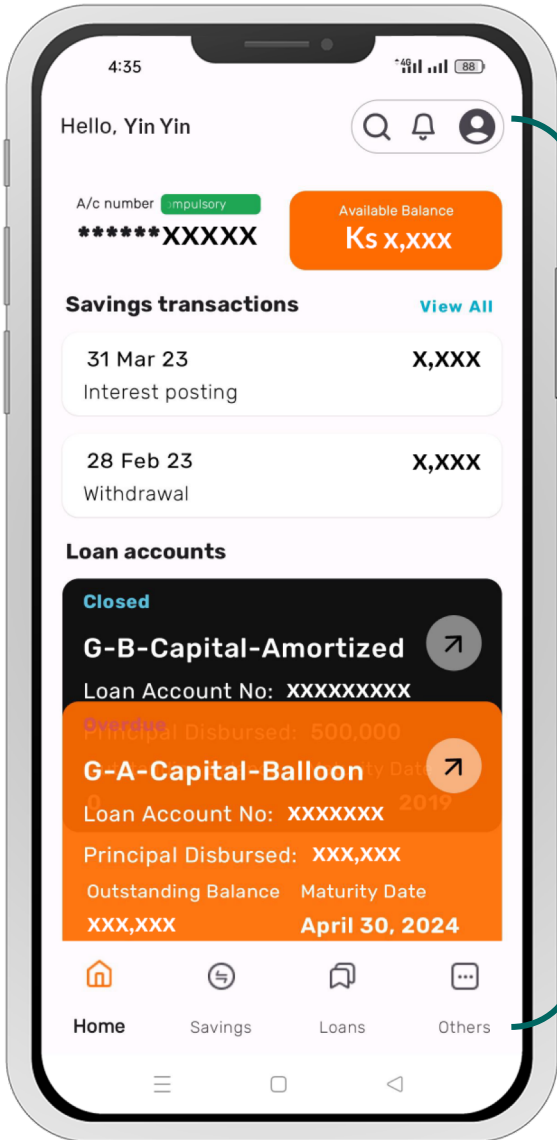 4:35
4G 88
Hello, Yin Yin
A/c number ompulsory
******XXXXX
Available Balance
Ks x,xxx
Savings transactions View All
31 Mar 23 X,XXX
Interest posting
28 Feb 23 X,XXX
Withdrawal
Loan accounts
Closed
G-B-Capital-Amortized
Loan Account No: XXXXXXXXX
Overdue
Principal Disbursed: 500,000
G-A-Capital-Balloon
0 2019
Loan Account No: XXXXXXX
Principal Disbursed: XXX,XXX
Outstanding Balance Maturity Date
XXX,XXX April 30, 2024
Home Savings Loans Others